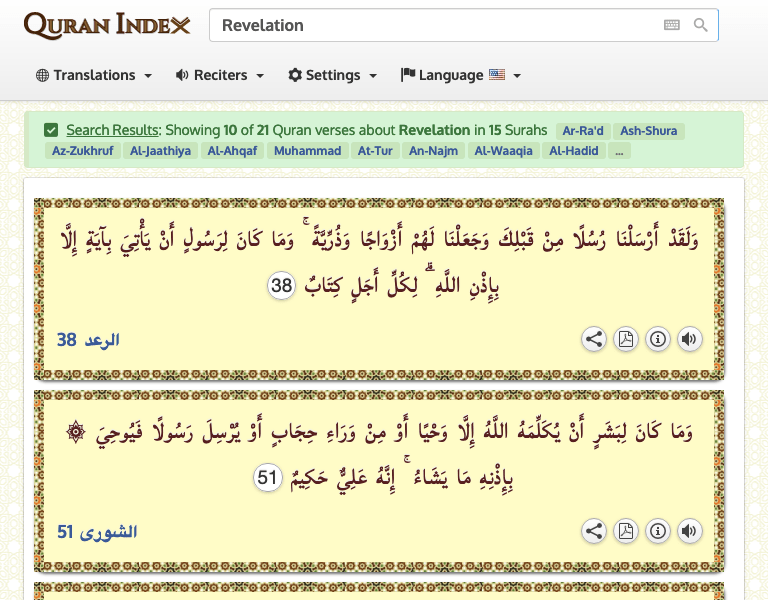 QURAN INDEX
Revelation
Translations
Reciters
Settings
Language
Search Results: Showing 10 of 21 Quran verses about Revelation in 15 Surahs Ar-Ra'd Ash-Shura
Az-Zukhruf Al-Jaathiya Al-Ahqaf Muhammad At-Tur An-Najm Al-Waaqia Al-Hadid ...
وَلَقَدْ أَرْسَلْنَا رُسُلًا مِنْ قَبْلِكَ وَجَعَلْنَا لَهُمْ أَزْوَاجًا وَذُرِّيَّةً ۚ وَمَا كَانَ لِرَسُولٍ أَنْ يَأْتِيَ بِآيَةٍ إِلَّا
بِإِذْنِ اللَّهِ ۗ لِكُلِّ أَجَلٍ كِتَابٌ 38
الرعد 38
۞ وَمَا كَانَ لِبَشَرٍ أَنْ يُكَلِّمَهُ اللَّهُ إِلَّا وَحْيًا أَوْ مِنْ وَرَاءِ حِجَابٍ أَوْ يُرْسِلَ رَسُولًا فَيُوحِيَ
بِإِذْنِهِ مَا يَشَاءُ ۚ إِنَّهُ عَلِيٌّ حَكِيمٌ 51
الشورى 51